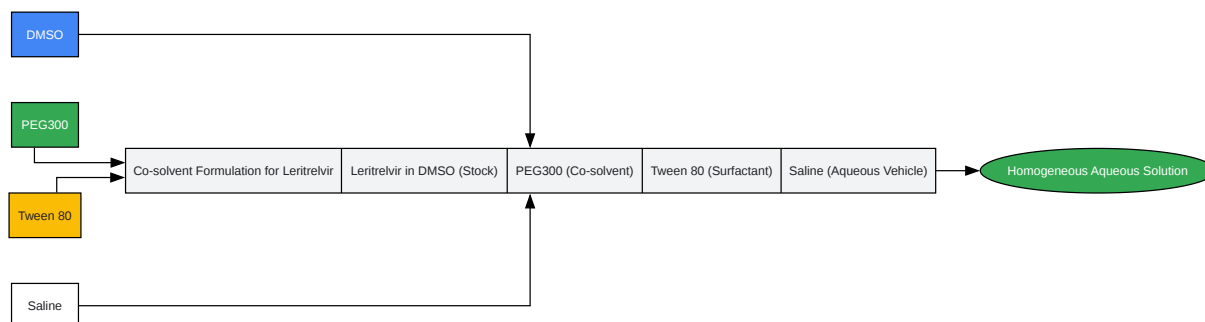 DMSO
PEG300
Co-solvent Formulation for Leritrelvir
Leritrelvir in DMSO (Stock)
PEG300 (Co-solvent)
Tween 80 (Surfactant)
Saline (Aqueous Vehicle)
Homogeneous Aqueous Solution
Tween 80
Saline